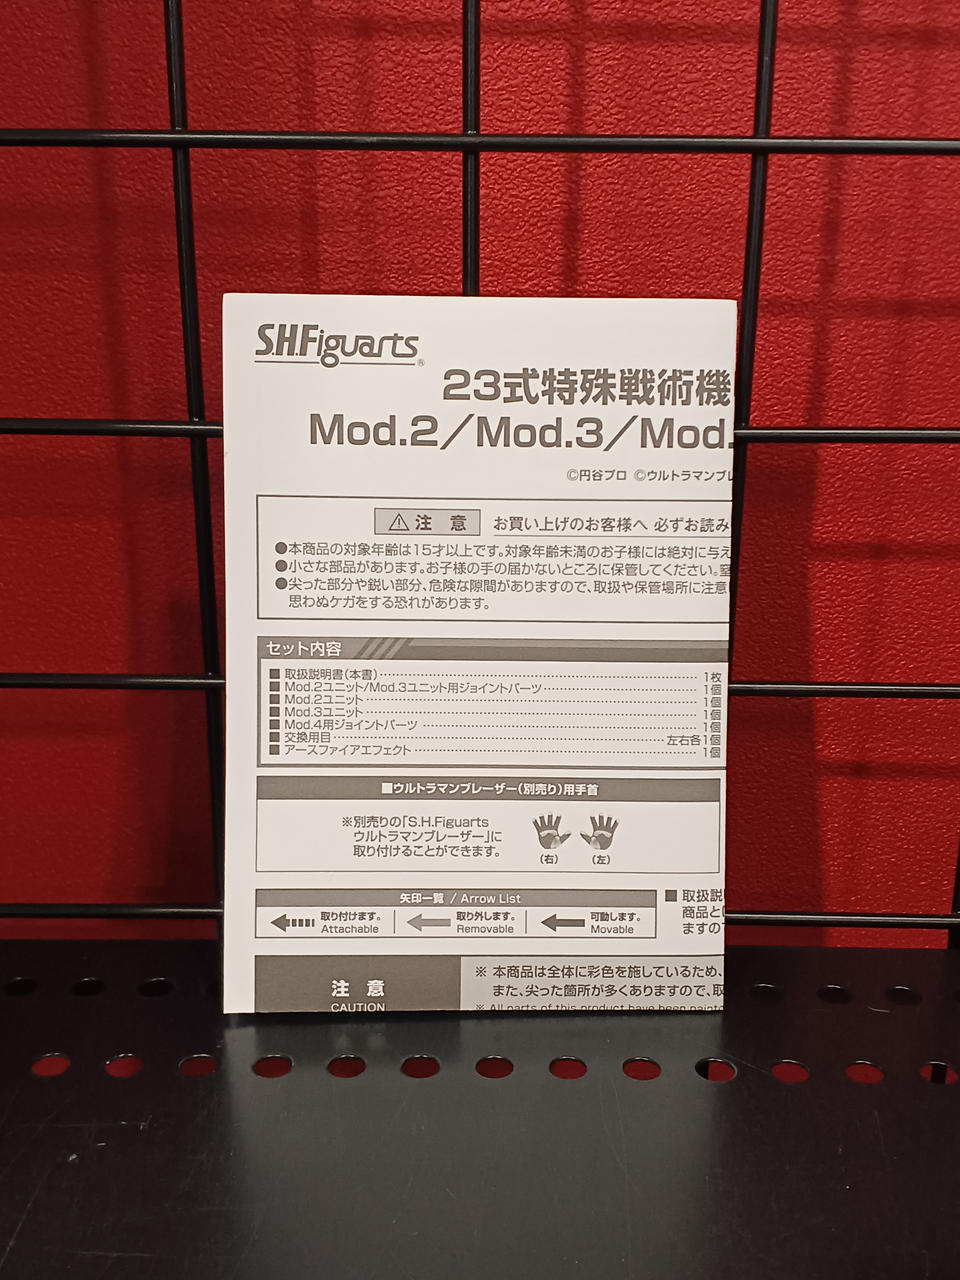 S.H.Figuarts®
23式特殊戦術機
Mod.2／Mod.3／Mod.
©円谷プロ ©ウルトラマンブレ
⚠注 意 お買い上げのお客様へ 必ずお読み
●本商品の対象年齢は15才以上です。対象年齢未満のお子様には絶対に与え
●小さな部品があります。お子様の手の届かないところに保管してください。窒
●尖った部分や鋭い部分、危険な隙間がありますので、取扱や保管場所に注意
思わぬケガをする恐れがあります。
セット内容
■ 取扱説明書（本書）……1枚
■ Mod.2ユニット/Mod.3ユニット用ジョイントパーツ……1個
■ Mod.2ユニット……1個
■ Mod.3ユニット……1個
■ Mod.4用ジョイントパーツ……1個
■ 交換用目……左右各1個
■ アースファイアエフェクト……1個
■ウルトラマンブレーザー（別売り）用手首
※別売りの「S.H.Figuarts
ウルトラマンブレーザー」に
取り付けることができます。
（右） （左）
矢印一覧 / Arrow List
取り付けます。 Attachable
取り外します。 Removable
可動します。 Movable
■ 取扱説
商品と
ますの
注 意
CAUTION
※ 本商品は全体に彩色を施しているため、
また、尖った箇所が多くありますので、取
※ All parts of this product have been painte